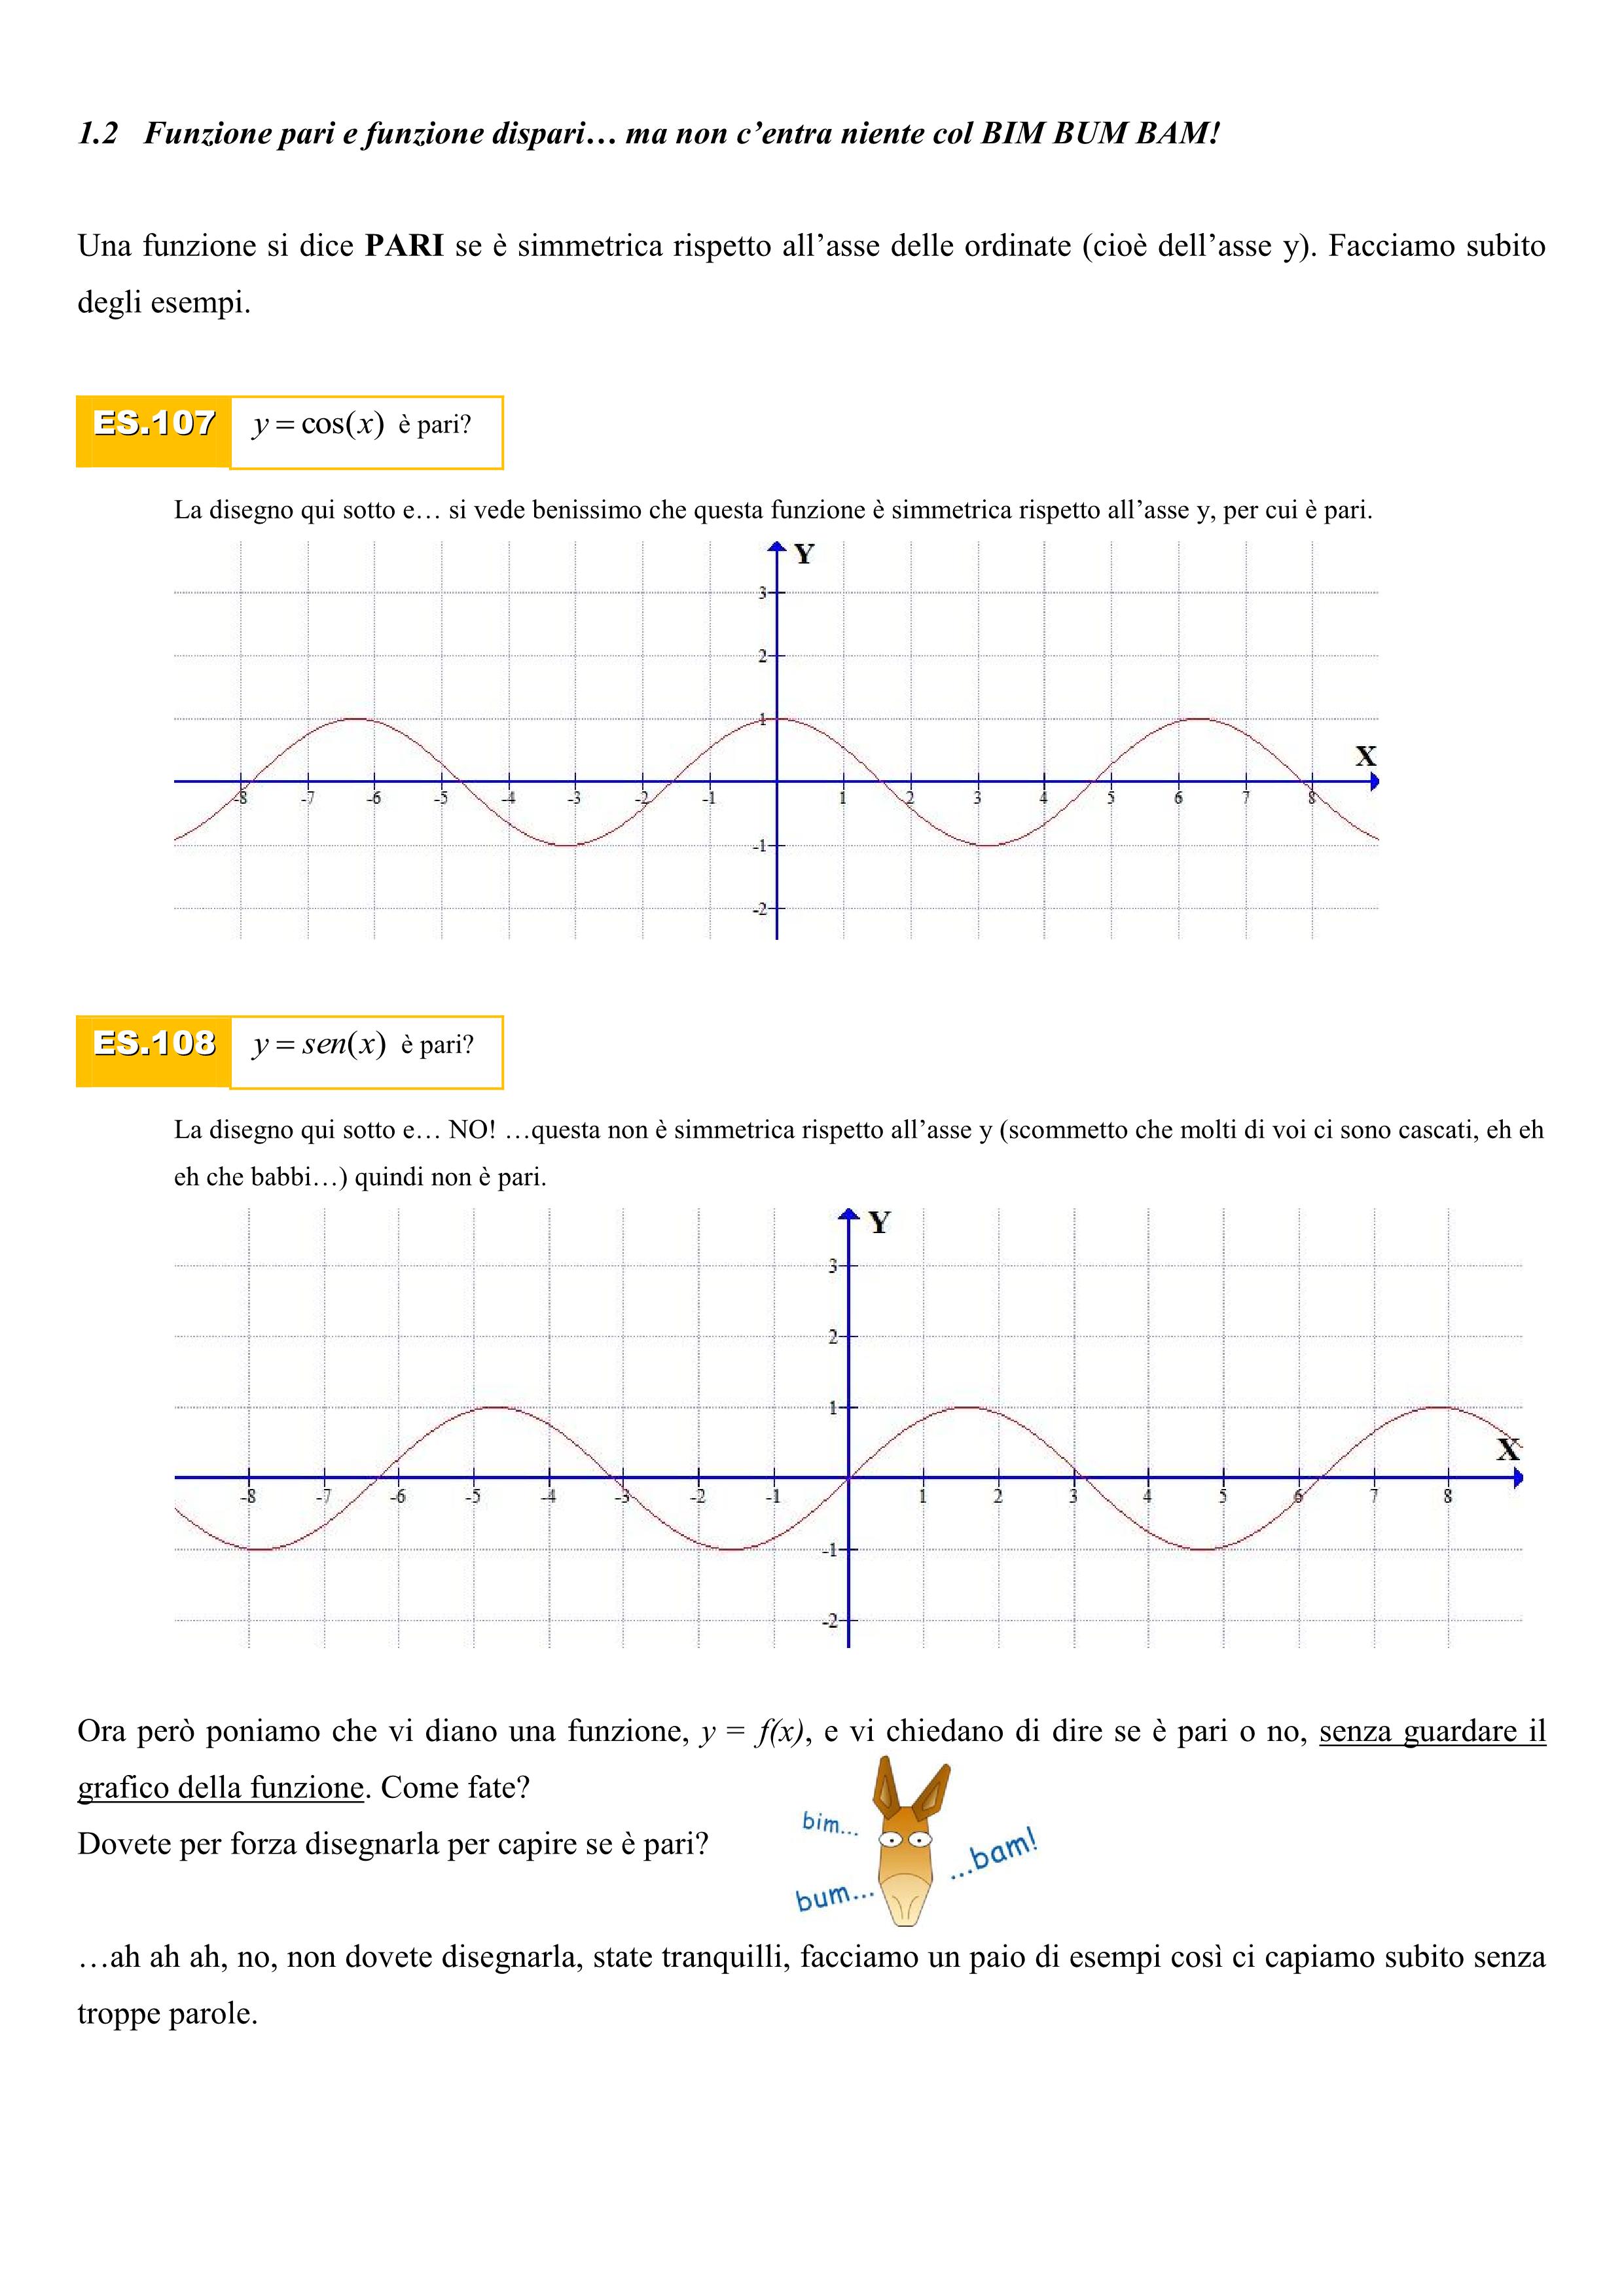 1.2 Funzione pari e funzione dispari… ma non c’entra niente col BIM BUM BAM!
Una funzione si dice PARI se è simmetrica rispetto all’asse delle ordinate (cioè dell’asse y). Facciamo subito
degli esempi.
ES.107 y = cos(x) è pari?
La disegno qui sotto e… si vede benissimo che questa funzione è simmetrica rispetto all’asse y, per cui è pari.
Y
3
2
1
X
-8 -7 -6 -5 -4 -3 -2 -1 1 2 3 4 5 6 7 8
-1
-2
ES.108 y = sen(x) è pari?
La disegno qui sotto e… NO! …questa non è simmetrica rispetto all’asse y (scommetto che molti di voi ci sono cascati, eh eh
eh che babbi…) quindi non è pari.
Y
3
2
1
X
-8 -7 -6 -5 -4 -3 -2 -1 1 2 3 4 5 6 7 8
-1
-2
Ora però poniamo che vi diano una funzione, y = f(x), e vi chiedano di dire se è pari o no, senza guardare il
grafico della funzione. Come fate?
Dovete per forza disegnarla per capire se è pari?
bim...
bum...
...bam!
…ah ah ah, no, non dovete disegnarla, state tranquilli, facciamo un paio di esempi così ci capiamo subito senza
troppe parole.